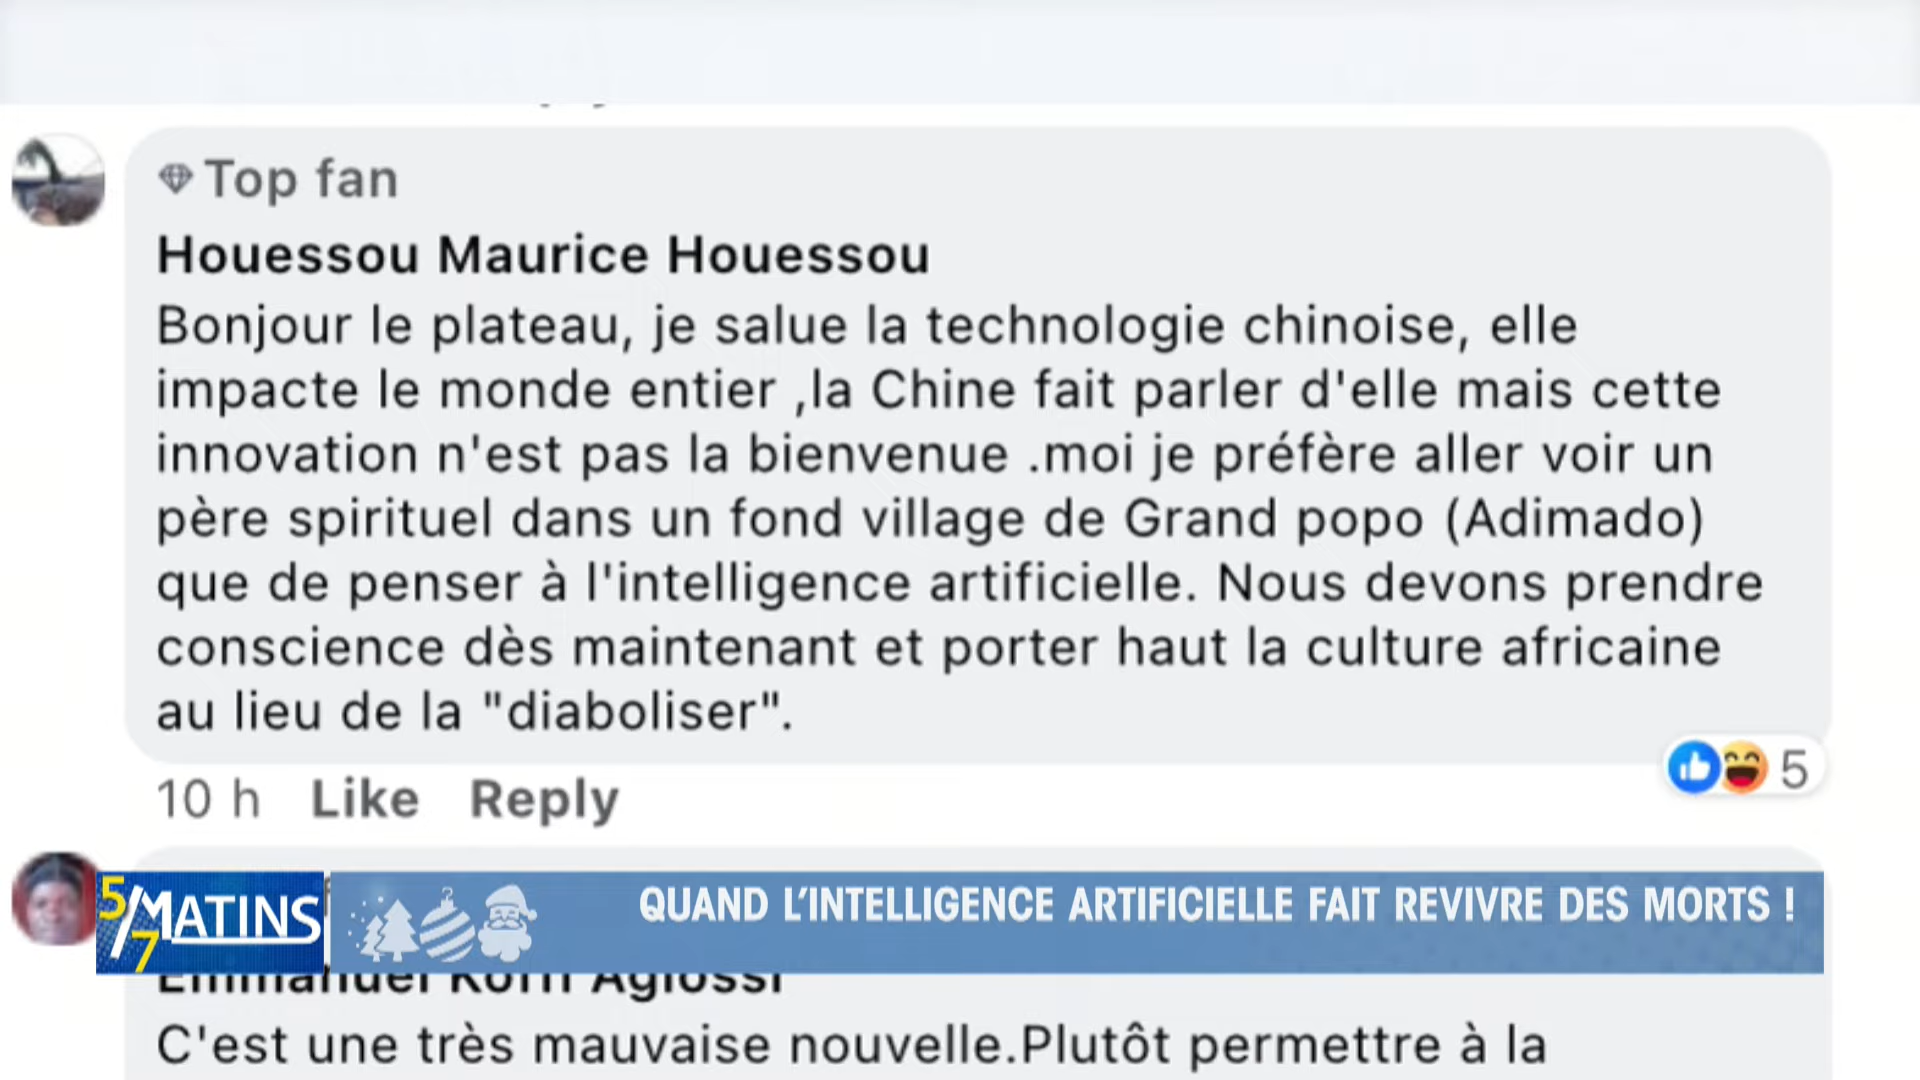 Top fan
Houessou Maurice Houessou
Bonjour le plateau, je salue la technologie chinoise, elle
impacte le monde entier ,la Chine fait parler d'elle mais cette
innovation n'est pas la bienvenue .moi je préfère aller voir un
père spirituel dans un fond village de Grand popo (Adimado)
que de penser à l'intelligence artificielle. Nous devons prendre
conscience dès maintenant et porter haut la culture africaine
au lieu de la "diaboliser".
5
10 h Like Reply
5/7 MATINS
QUAND L'INTELLIGENCE ARTIFICIELLE FAIT REVIVRE DES MORTS !
Emmanuel
C'est une très mauvaise nouvelle.Plutôt permettre à la